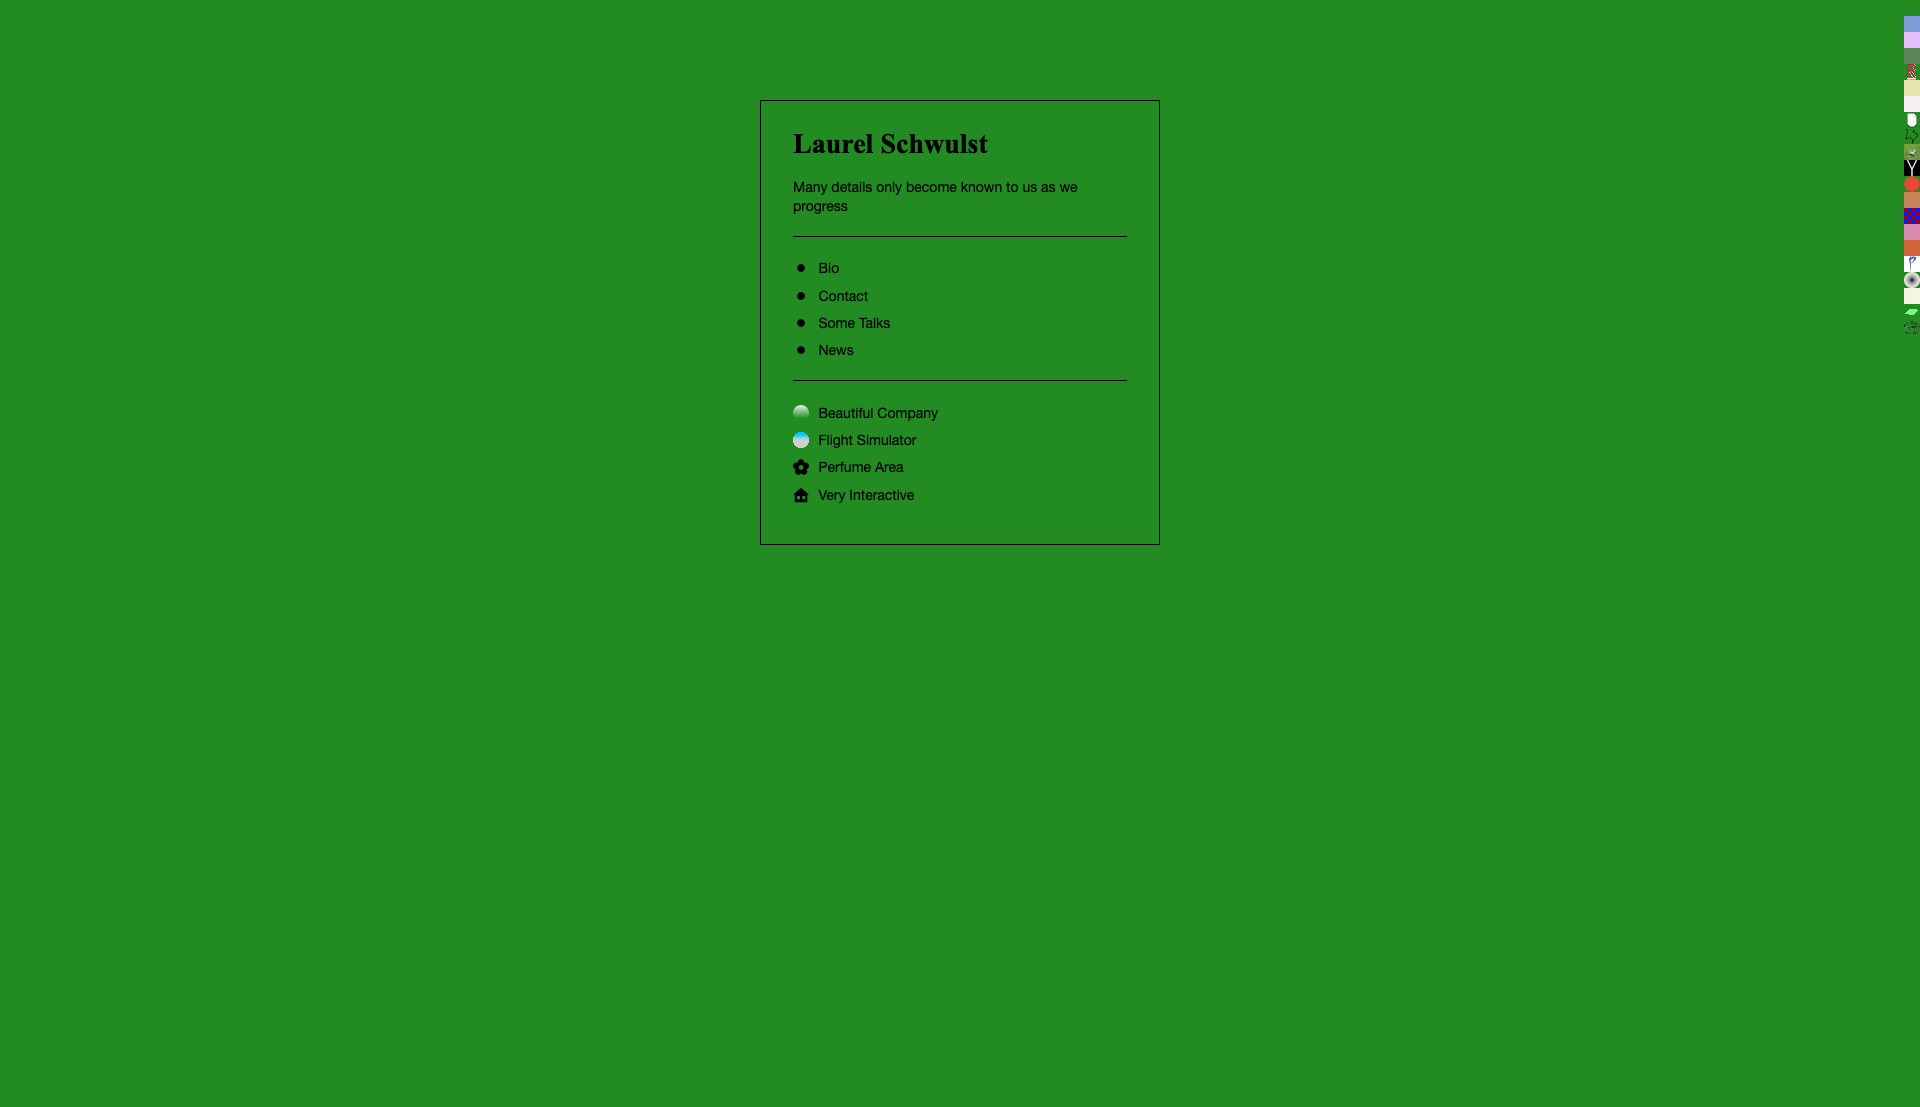 Laurel Schwulst
Many details only become known to us as we
progress
Bio
Contact
Some Talks
News
Beautiful Company
Flight Simulator
Perfume Area
Very Interactive
R
Y
P